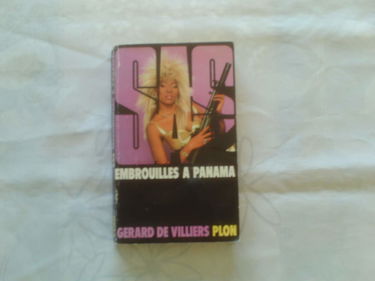 SAS
EMBROUILLES A PANAMA
GERARD DE VILLIERS PLON